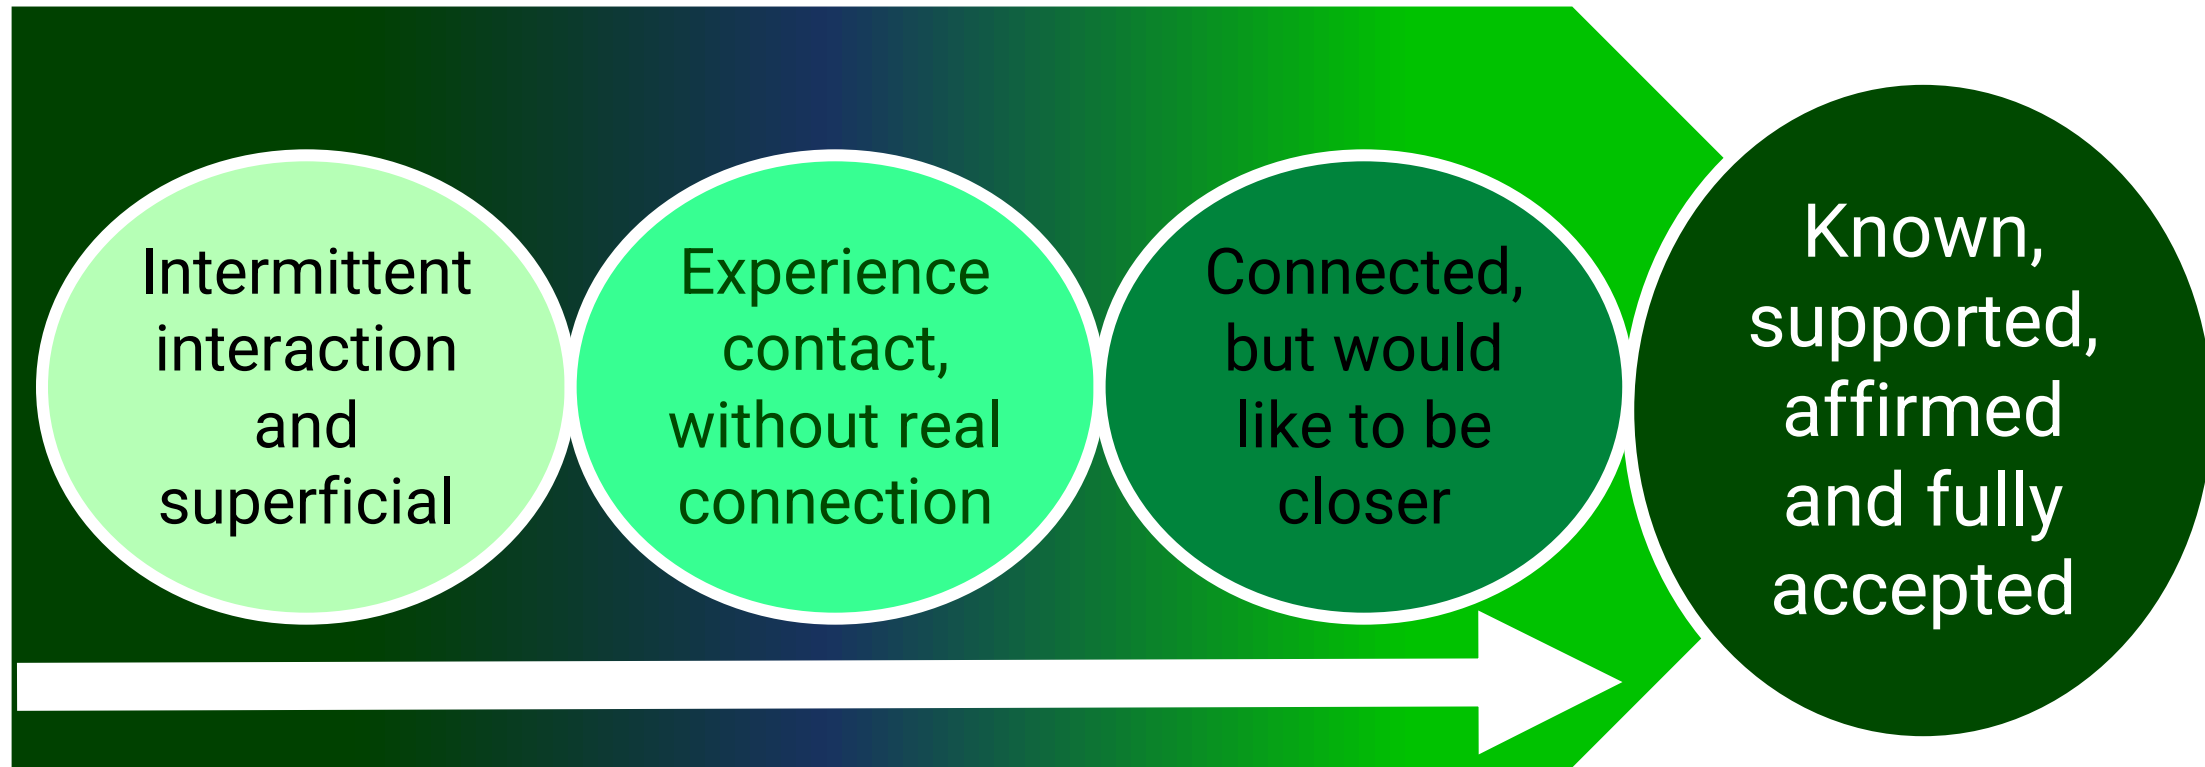 Intermittent
interaction
and
superficial
Experience
contact,
without real
connection
Connected,
but would
like to be
closer
Known,
supported,
affirmed
and fully
accepted